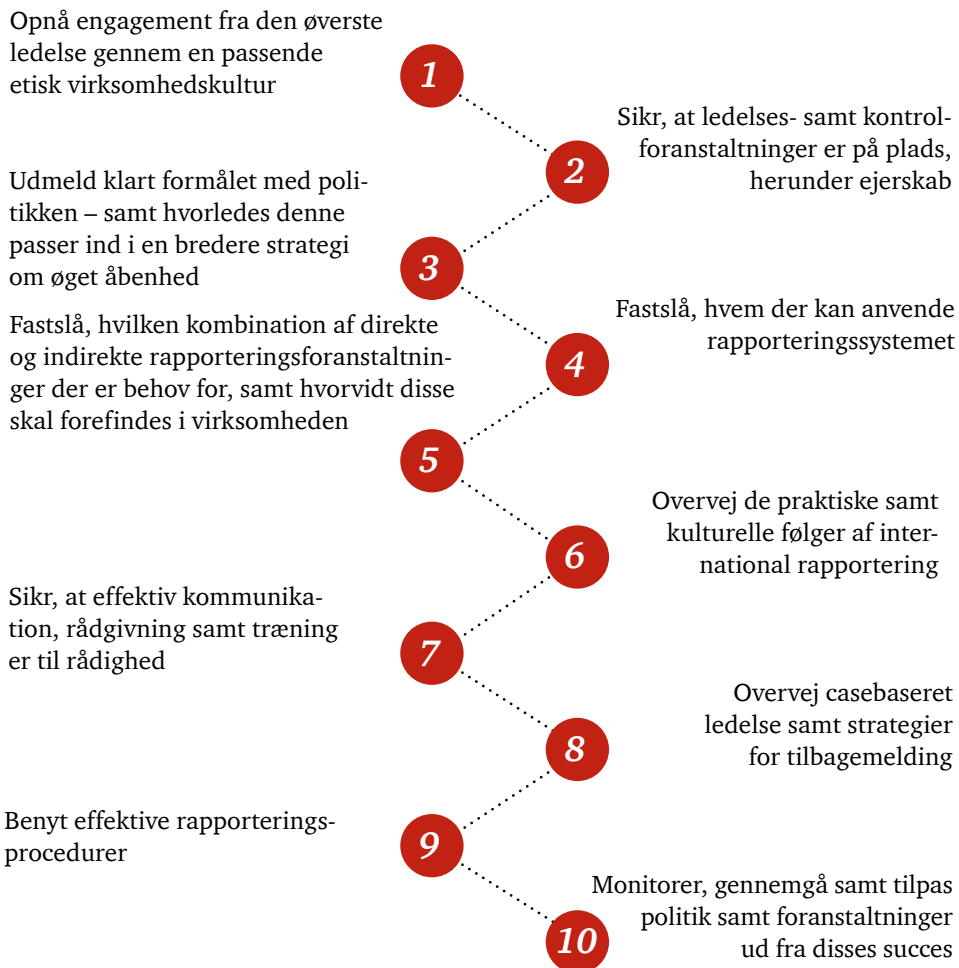 Opnå engagement fra den øverste
ledelse gennem en passende
etisk virksomhedskultur
1
Sikr, at ledelses- samt kontrol-
foranstaltninger er på plads,
herunder ejerskab
2
Udmeld klart formålet med poli-
tikken – samt hvorledes denne
passer ind i en bredere strategi
om øget åbenhed
3
Fastslå, hvem der kan anvende
rapporteringssystemet
4
Fastslå, hvilken kombination af direkte
og indirekte rapporteringsforanstaltnin-
ger der er behov for, samt hvorvidt disse
skal forefindes i virksomheden
5
Overvej de praktiske samt
kulturelle følger af inter-
national rapportering
6
Sikr, at effektiv kommunika-
tion, rådgivning samt træning
er til rådighed
7
Overvej casebaseret
ledelse samt strategier
for tilbagemelding
8
Benyt effektive rapporterings-
procedurer
9
Monitorer, gennemgå samt tilpas
politik samt foranstaltninger
ud fra disses succes
10